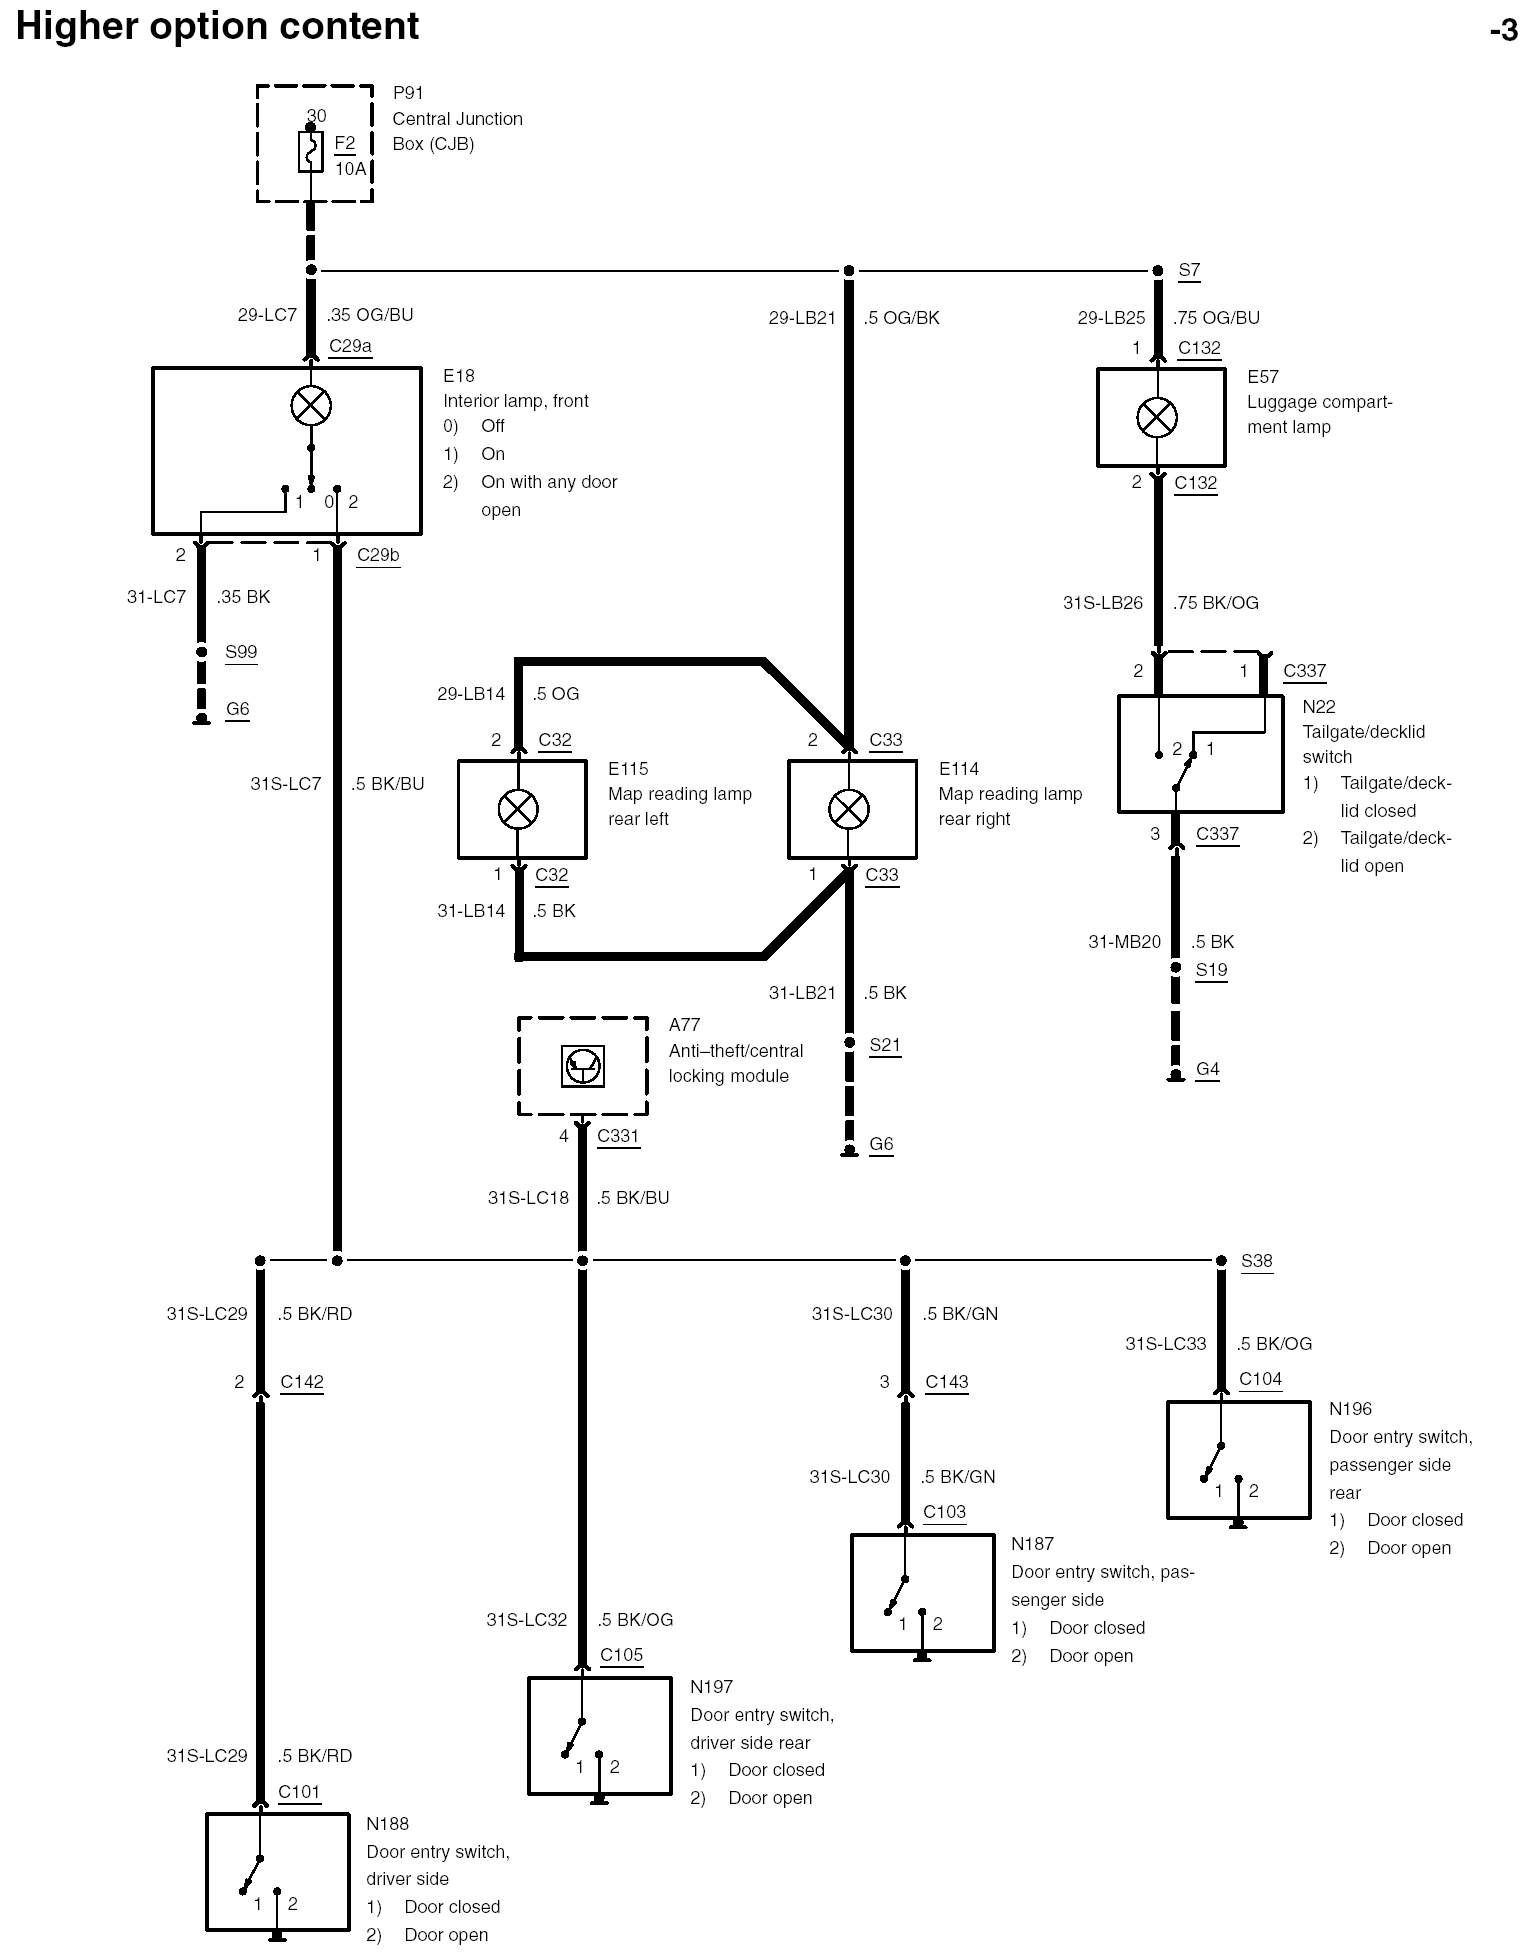 Higher option content
-3
P91
Central Junction
Box (CJB)
30
F2
10A
S7
29-LC7 .35 OG/BU
C29a
29-LB21 .5 OG/BK
29-LB25 .75 OG/BU
1 C132
E18
Interior lamp, front
0) Off
1) On
2) On with any door
open
1 0 2
E57
Luggage compart-
ment lamp
2 C132
2 1 C29b
31-LC7 .35 BK
S99
G6
31S-LB26 .75 BK/OG
2 1 C337
29-LB14 .5 OG
2 C32
2 C33
N22
Tailgate/decklid
switch
1) Tailgate/deck-
lid closed
2) Tailgate/deck-
lid open
2 1
31S-LC7 .5 BK/BU
E115
Map reading lamp
rear left
E114
Map reading lamp
rear right
3 C337
1 C32
1 C33
31-LB14 .5 BK
31-MB20 .5 BK
S19
31-LB21 .5 BK
A77
Anti–theft/central
locking module
S21
G4
4 C331
G6
31S-LC18 .5 BK/BU
S38
31S-LC29 .5 BK/RD
31S-LC30 .5 BK/GN
31S-LC33 .5 BK/OG
2 C142
3 C143
C104
N196
Door entry switch,
passenger side
rear
1) Door closed
2) Door open
1 2
31S-LC30 .5 BK/GN
C103
N187
Door entry switch, pas-
senger side
1) Door closed
2) Door open
1 2
31S-LC32 .5 BK/OG
C105
N197
Door entry switch,
driver side rear
1) Door closed
2) Door open
1 2
31S-LC29 .5 BK/RD
C101
N188
Door entry switch,
driver side
1) Door closed
2) Door open
1 2